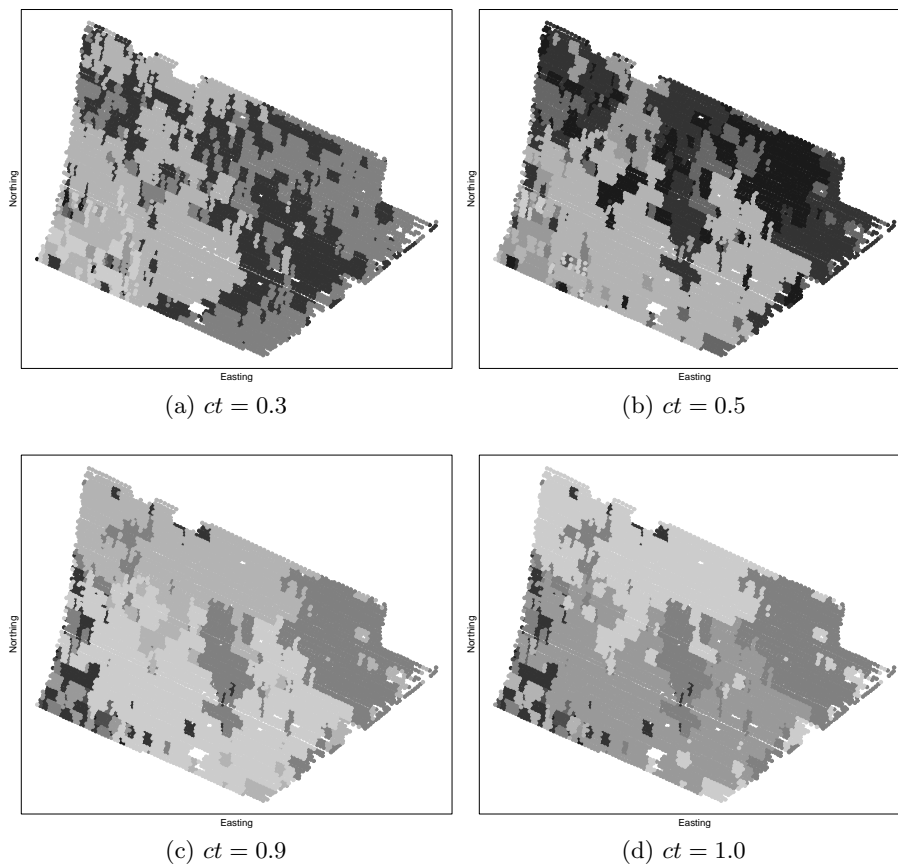 Northing
Easting
(a) ct = 0.3
Northing
Easting
(b) ct = 0.5
Northing
Easting
(c) ct = 0.9
Northing
Easting
(d) ct = 1.0